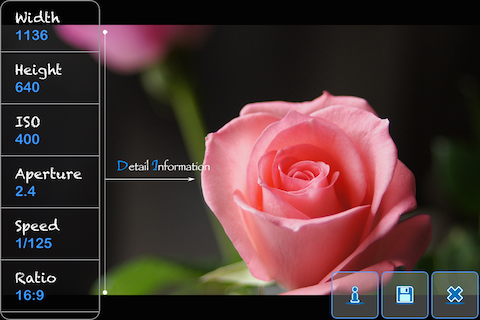 Width
1136
Height
640
ISO
400
Aperture
2.4
Speed
1/125
Ratio
16:9
Detail Information